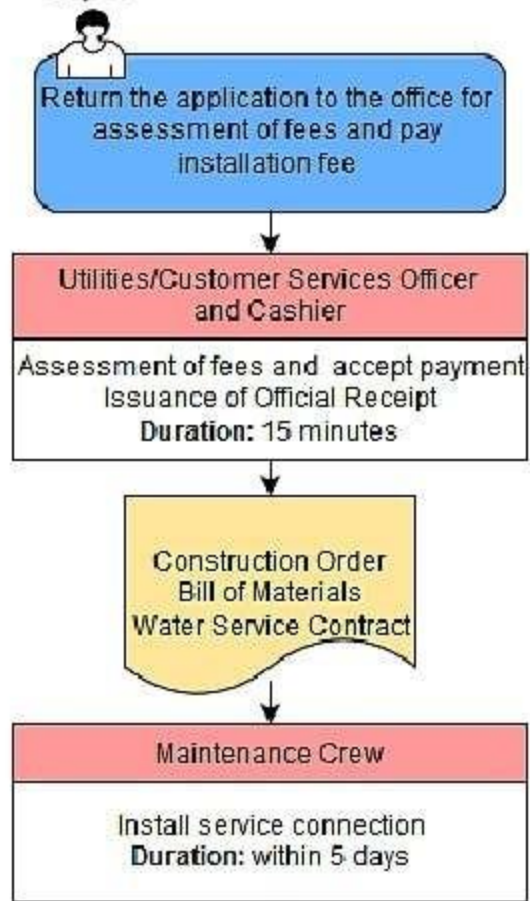 Return the application to the office for
assessment of fees and pay
installation fee
Utilities/Customer Services Officer
and Cashier
Assessment of fees and accept payment
Issuance of Official Receipt
Duration: 15 minutes
Construction Order
Bill of Materials
Water Service Contract
Maintenance Crew
Install service connection
Duration: within 5 days